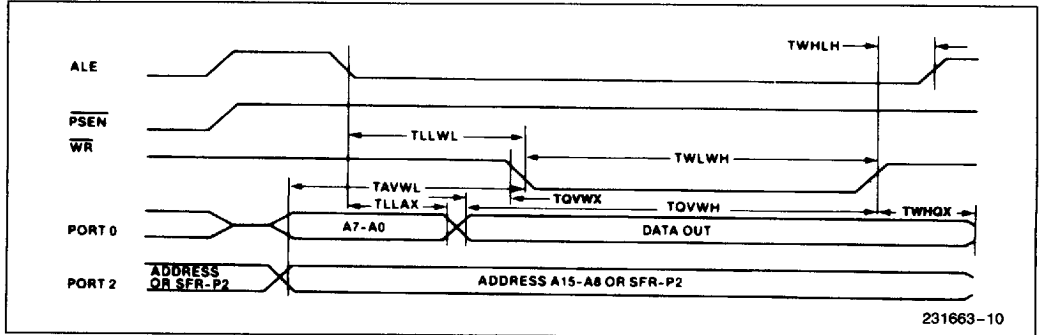 TWHLH
ALE
PSEN
TLLWL
WR
TWLWH
TAVWL
TQVWX
TLLAX
TQVWH
TWHQX
PORT 0
A7-A0
DATA OUT
PORT 2
ADDRESS
OR SFR-P2
ADDRESS A15-A8 OR SFR-P2
231663-10